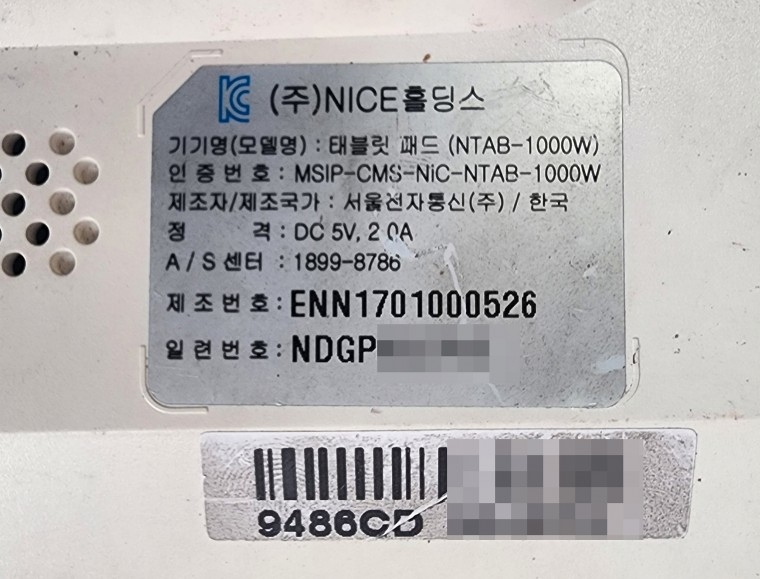 (주)NICE홀딩스
기기명(모델명) : 태블릿 패드 (NTAB-1000W)
인 증 번 호 : MSIP-CMS-NiC-NTAB-1000W
제조자/제조국가 : 서울전자통신(주) / 한국
정 격 : DC 5V, 2.0A
A / S 센터 : 1899-8786
제 조 번 호 : ENN1701000526
일 련 번 호 : NDGP
9486CD